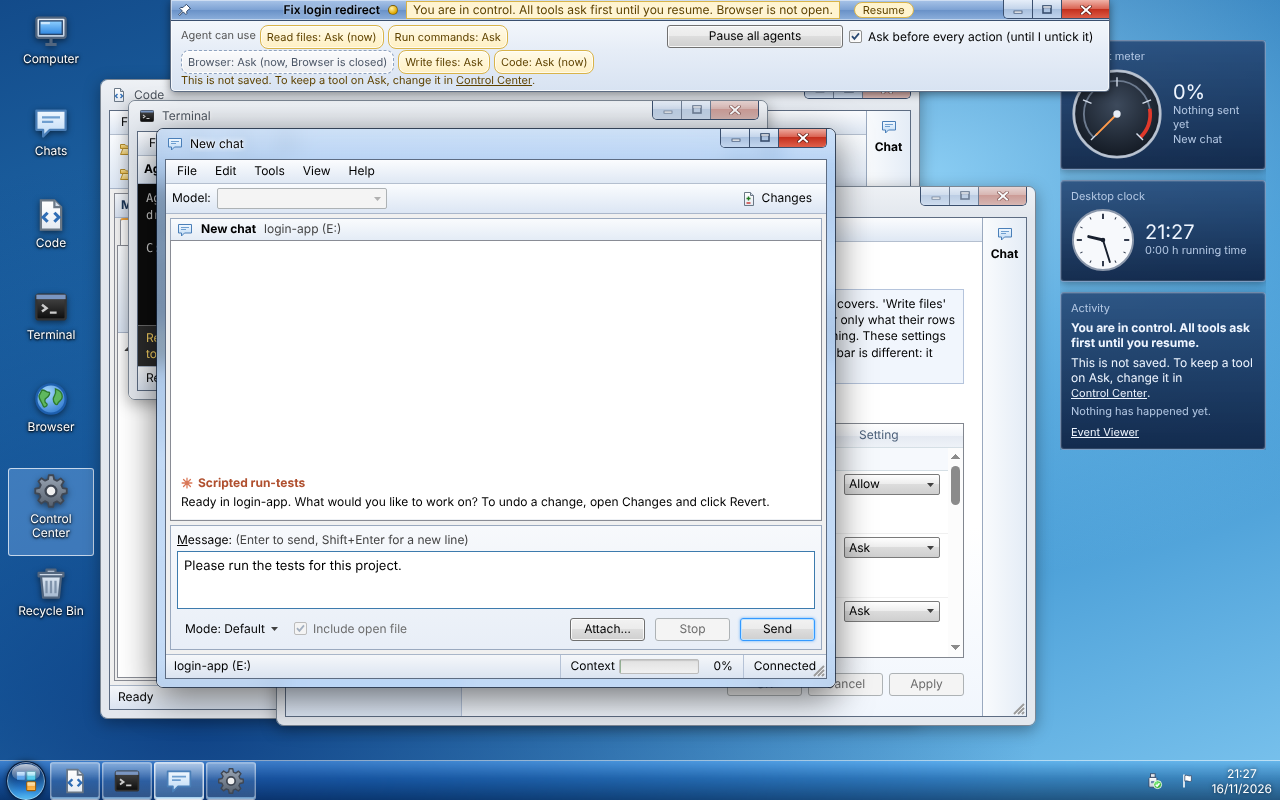 Fix login redirect
You are in control. All tools ask first until you resume. Browser is not open.
Resume
Agent can use
Read files: Ask (now)
Run commands: Ask
Browser: Ask (now, Browser is closed)
Write files: Ask
Code: Ask (now)
Pause all agents
Ask before every action (until I untick it)
This is not saved. To keep a tool on Ask, change it in Control Center.
Computer
Chats
Code
Terminal
Browser
Control
Center
Recycle Bin
Code
Chat
Ready
Terminal
New chat
File
Edit
Tools
View
Help
Model:
Changes
New chat
login-app (E:)
Scripted run-tests
Ready in login-app. What would you like to work on? To undo a change, open Changes and click Revert.
Message: (Enter to send, Shift+Enter for a new line)
Please run the tests for this project.
Mode: Default
Include open file
Attach...
Stop
Send
login-app (E:)
Context
0%
Connected
Chat
covers. 'Write files'
only what their rows
These settings
bar is different: it
Setting
Allow
Ask
Ask
Apply
meter
0%
Nothing sent
yet
New chat
Desktop clock
21:27
0:00 h running time
Activity
You are in control. All tools ask
first until you resume.
This is not saved. To keep a tool
on Ask, change it in
Control Center.
Nothing has happened yet.
Event Viewer
21:27
16/11/2026